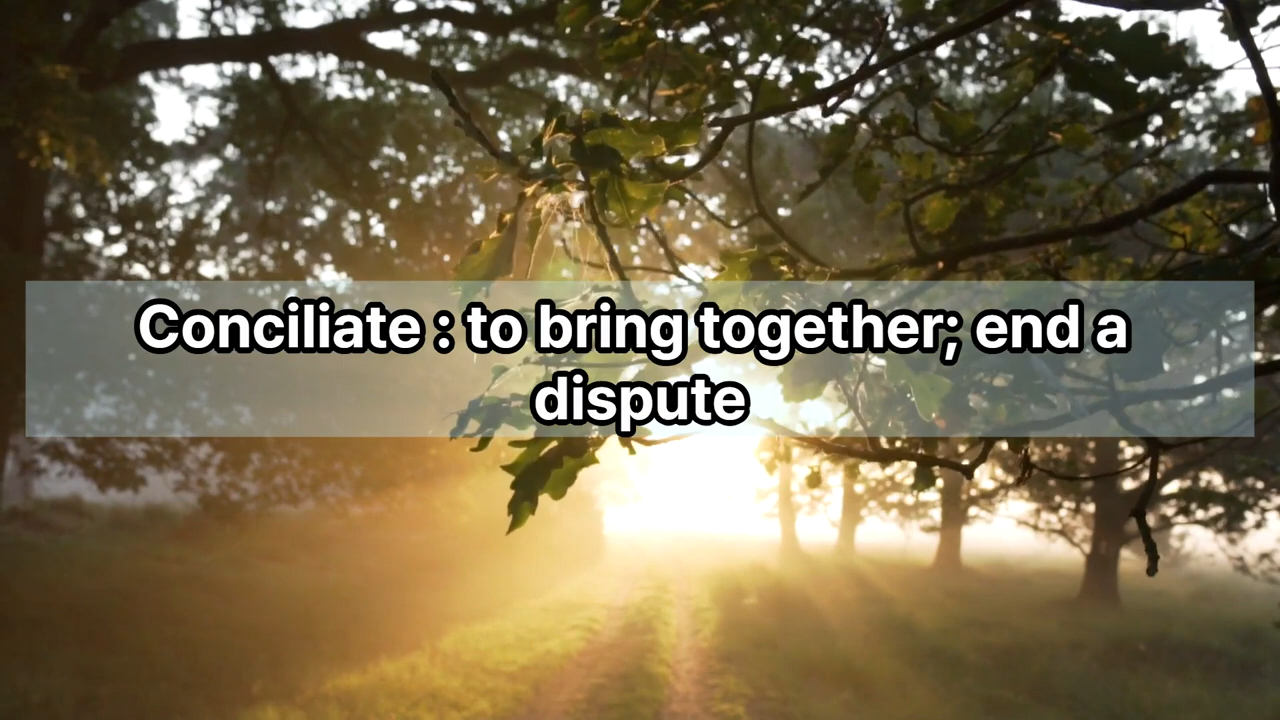 Conciliate : to bring together; end a
dispute